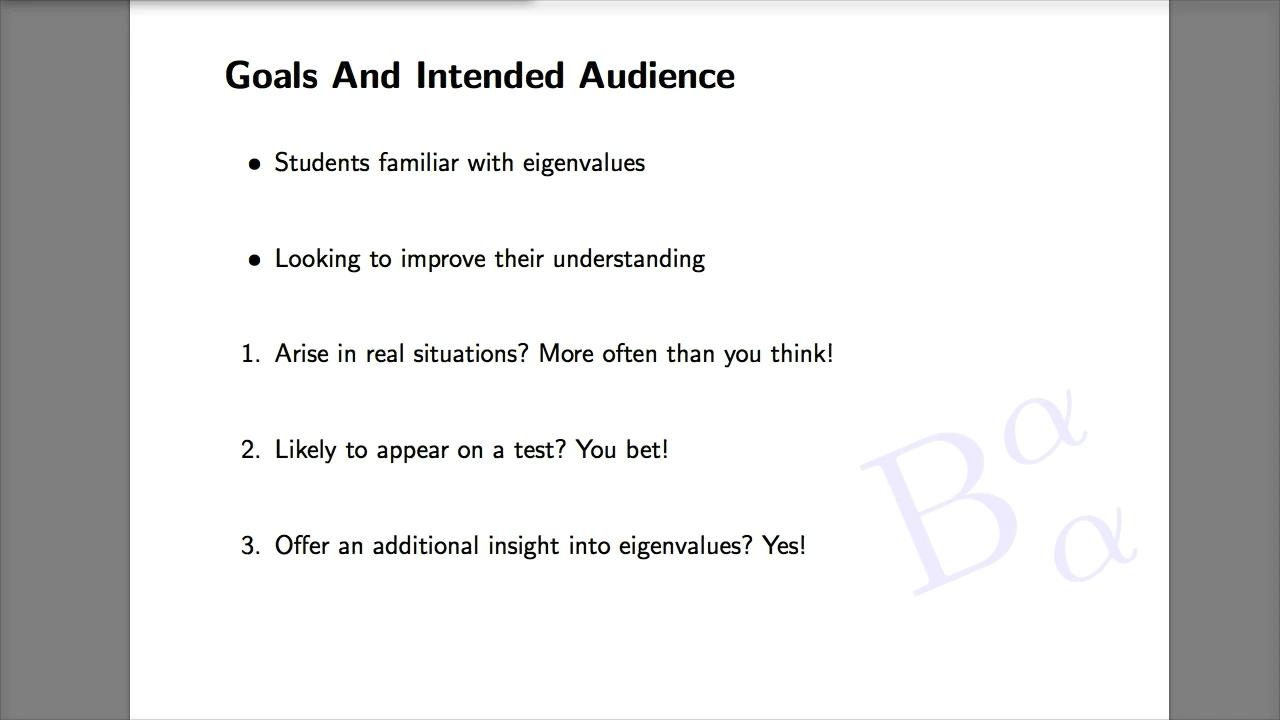 Goals And Intended Audience
• Students familiar with eigenvalues
• Looking to improve their understanding
1. Arise in real situations? More often than you think!
2. Likely to appear on a test? You bet!
3. Offer an additional insight into eigenvalues? Yes!
B α α